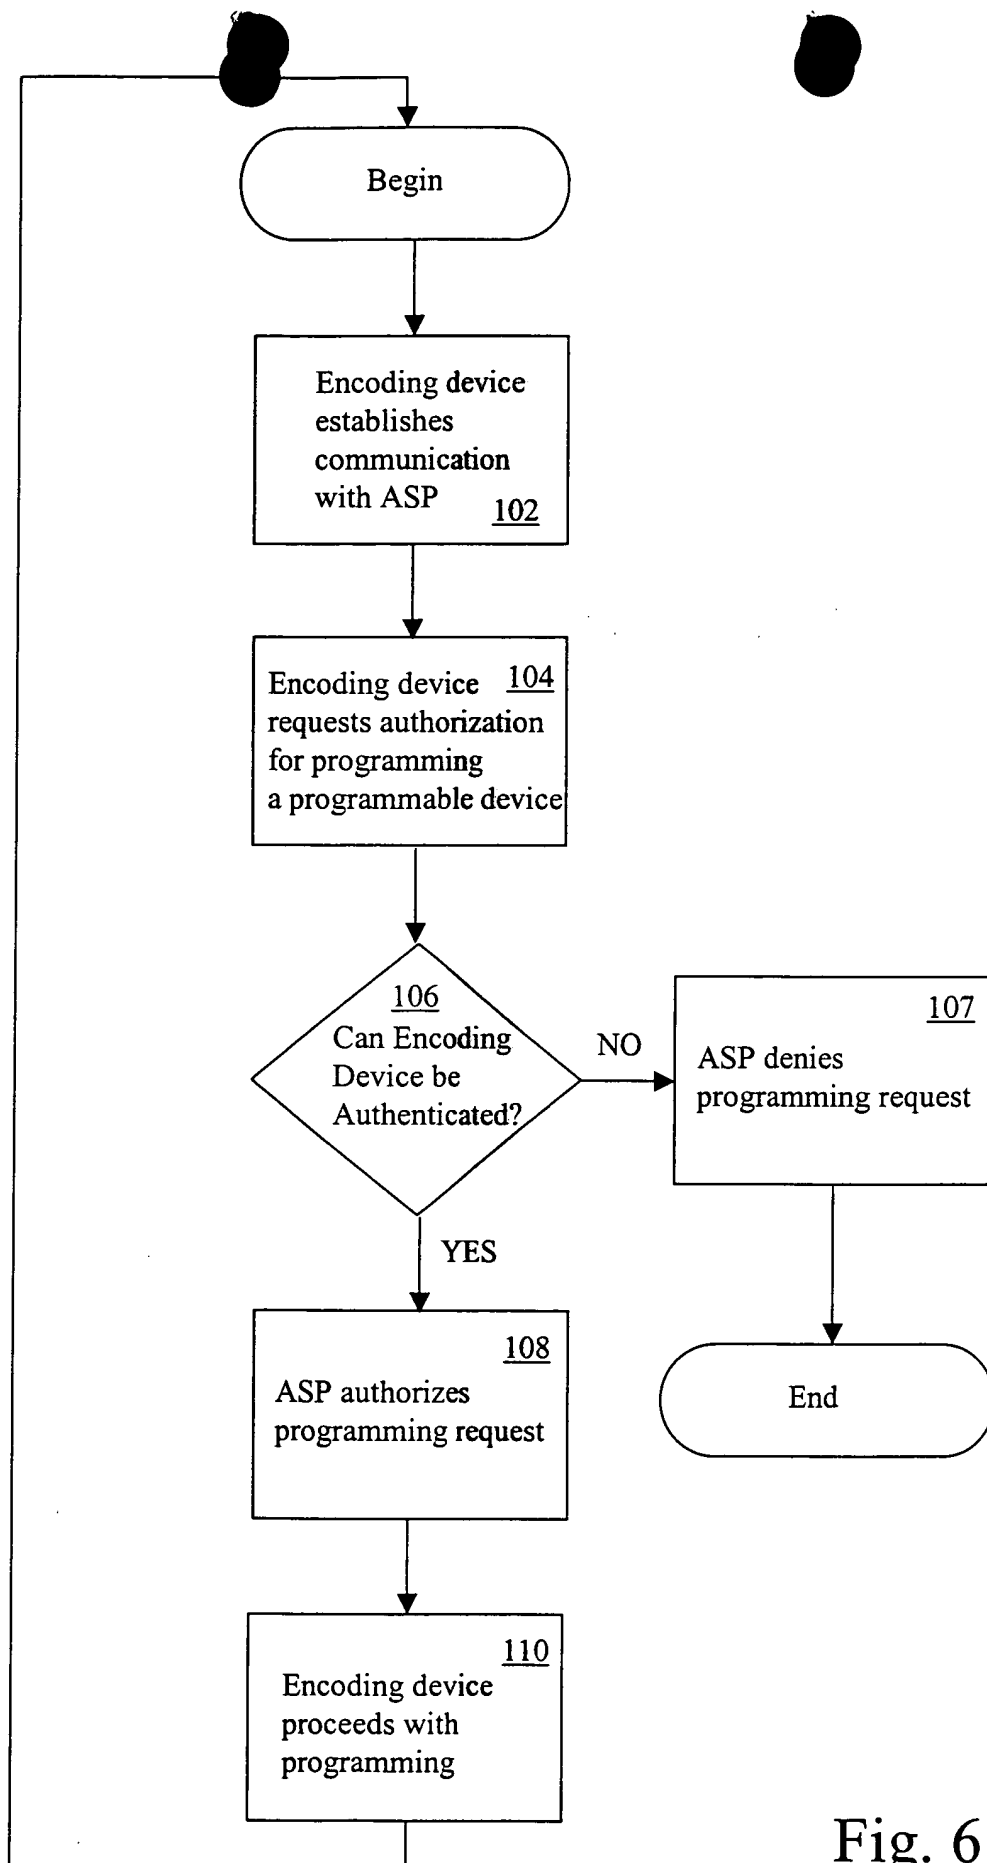 Begin
Encoding device
establishes
communication
with ASP
102
104
Encoding device
requests authorization
for programming
a programmable device
106
Can Encoding
Device be
Authenticated?
NO
107
ASP denies
programming request
YES
108
ASP authorizes
programming request
End
110
Encoding device
proceeds with
programming
Fig. 6